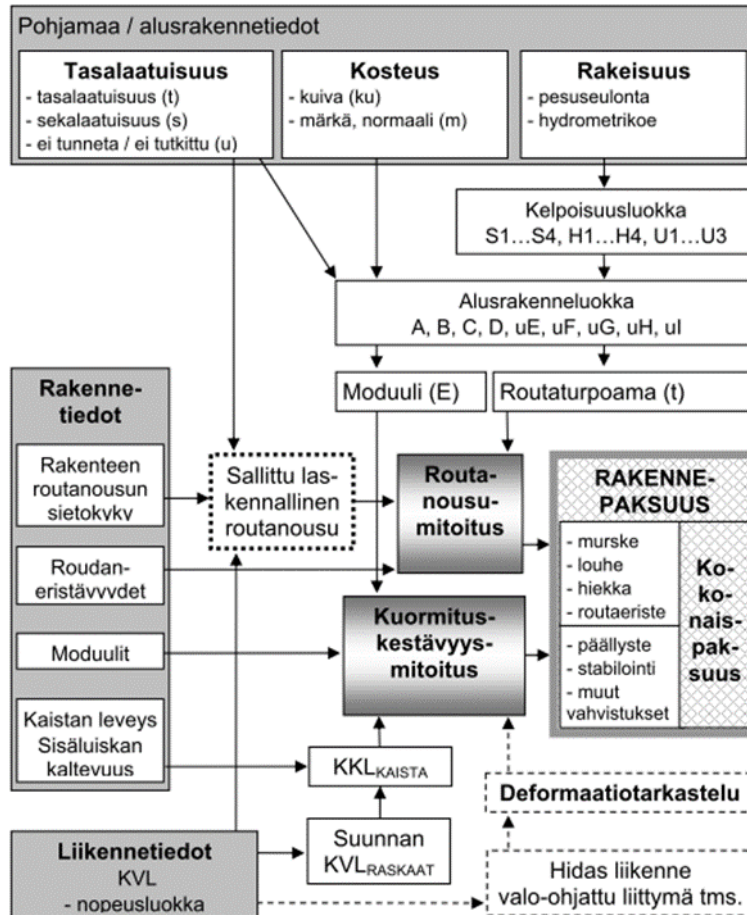 Pohjamaa / alusrakennetiedot
Tasalaatuisuus
- tasalaatuisuus (t)
- sekalaatuisuus (s)
- ei tunneta / ei tutkittu (u)
Kosteus
- kuiva (ku)
- märkä, normaali (m)
Rakeisuus
- pesuseulonta
- hydrometrikoe
Kelpoisuusluokka
S1...S4, H1...H4, U1...U3
Alusrakenneluokka
A, B, C, D, uE, uF, uG, uH, uI
Moduuli (E)
Routaturpoama (t)
Rakenne-
tiedot
Rakenteen
routanousun
sietokyky
Roudan-
eristävyydet
Moduulit
Kaistan leveys
Sisäluiskan
kaltevuus
Sallittu las-
kennallinen
routanousu
Routa-
nousu-
mitoitus
Kuormitus-
kestävyys-
mitoitus
RAKENNE-
PAKSUUS
- murske
- louhe
- hiekka
- routaeriste
- päällyste
- stabilointi
- muut
vahvistukset
Ko-
ko-
nais-
pak-
suus
KKLKAISTA
Deformaatiotarkastelu
Liikennetiedot
KVL
- nopeusluokka
Suunnan
KVLRASKAAT
Hidas liikenne
valo-ohjattu liittymä tms.